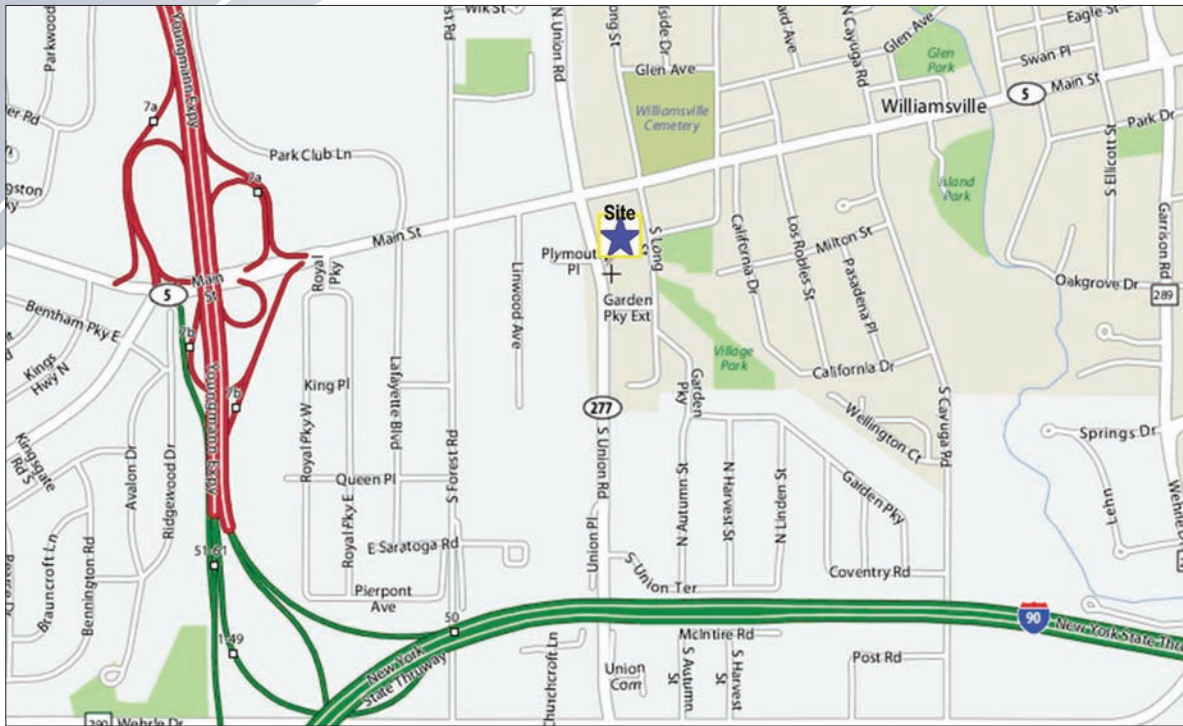 Parkwood
Youngmann Expy
Wlk St
N Union Rd
Glen Ave
N Cayuga Rd
Glen Ave
Eagle St
Swan Pl
Glen
Park
Main St
5
Williamsville
Williamsville
Cemetery
Park Dr
7a
Park Club Ln
7a
S Ellicott St
Island
Park
Garrison Rd
Site
Main St
S Long
St
Plymouth
Pl
Royal
Pky
Linwood Ave
California Dr
Los Robles St
Milton St
Pasadena Pl
Oakgrove Dr
289
Main
St
5
Bentham Pky E
Garden
Pky Ext
7b
Kings
Hwy N
Village
Park
California Dr
King Pl
Lafayette Blvd
Garden
Pky
7b
277
Wellington Ct
S Cayuga Rd
Springs Dr
Youngmann Expy
Kingsgate
Rd S
Avalon Dr
Ridgewood Dr
Royal Pky W
Queen Pl
S Forest Rd
S Union Rd
N Autumn St
N Harvest St
N Linden St
Garden Pky
Lehn
Royal Pky E
E Saratoga Rd
Union Pl
S Union Ter
Coventry Rd
Pierpont
Ave
Brauncroft Ln
Bennington Rd
50
90
New York State
New York
State Thruway
McIntire Rd
Post Rd
Churchcroft Ln
Union
Com
S Autumn
St
S Harvest
St
290
Wehrle Dr